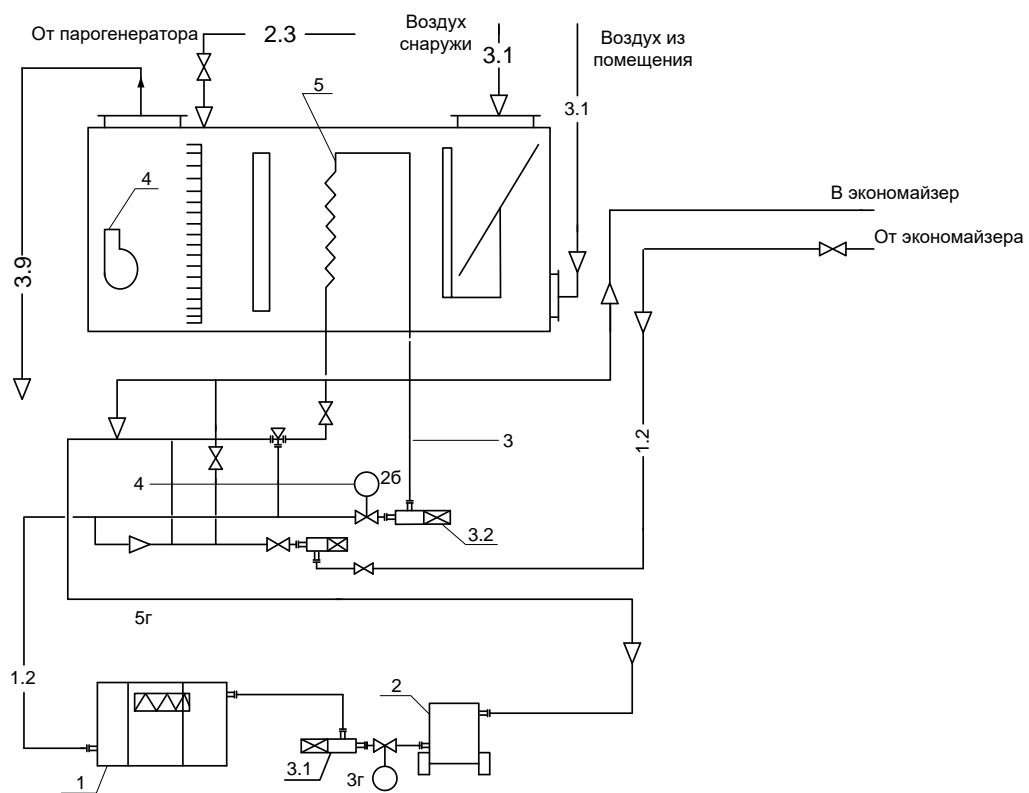 От парогенератора
2.3
Воздух
снаружи
3.1
Воздух из
помещения
3.1
5
4
3.9
В экономайзер
От экономайзера
1.2
3
4
2б
3.2
5г
1.2
2
1
3.1
3г